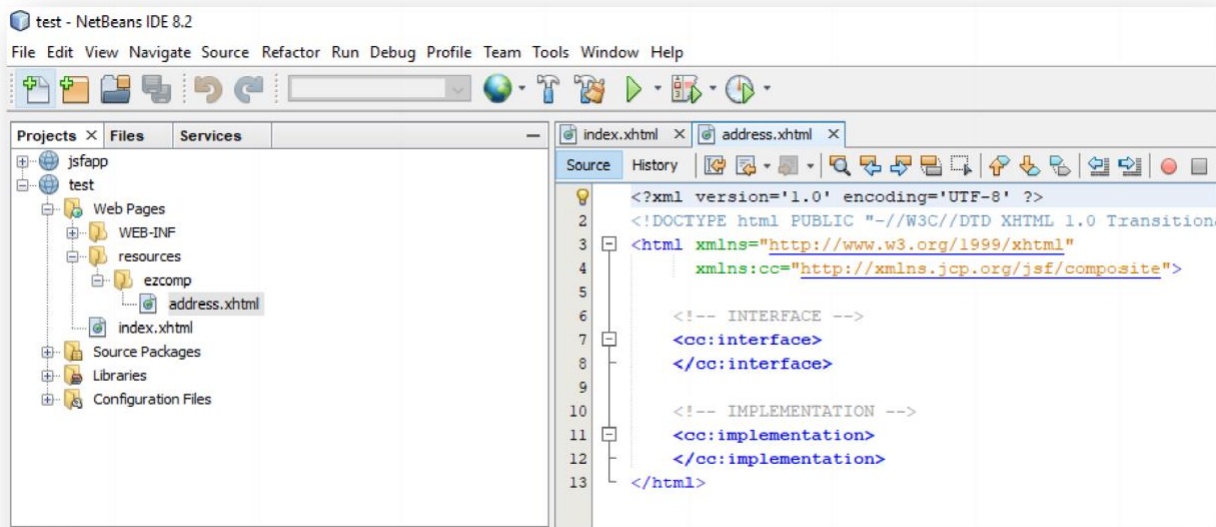 test - NetBeans IDE 8.2
File Edit View Navigate Source Refactor Run Debug Profile Team Tools Window Help
Projects Files Services
jsfapp
test
Web Pages
WEB-INF
resources
ezcomp
address.xhtml
index.xhtml
Source Packages
Libraries
Configuration Files
index.xhtml address.xhtml
Source History
<?xml version='1.0' encoding='UTF-8' ?>
2 <!DOCTYPE html PUBLIC "-//W3C//DTD XHTML 1.0 Transitiona
3 <html xmlns="http://www.w3.org/1999/xhtml"
4 xmlns:cc="http://xmlns.jcp.org/jsf/composite">
5
6 <!-- INTERFACE -->
7 <cc:interface>
8 </cc:interface>
9
10 <!-- IMPLEMENTATION -->
11 <cc:implementation>
12 </cc:implementation>
13 </html>